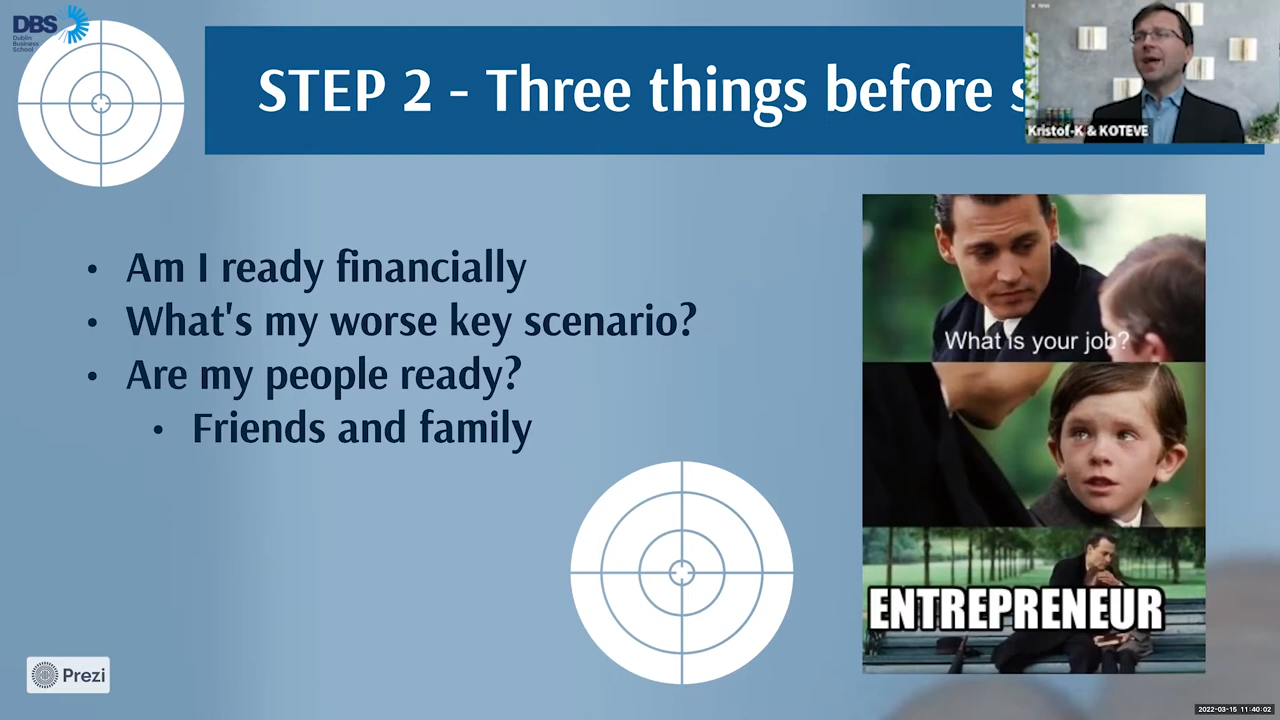 DBS
Dublin
Business
School
STEP 2 - Three things before s
Kristof-K & KOTEVE
• Am I ready financially
• What's my worse key scenario?
• Are my people ready?
• Friends and family
What is your job?
ENTREPRENEUR
Prezi
2022-03-15 11:40:02